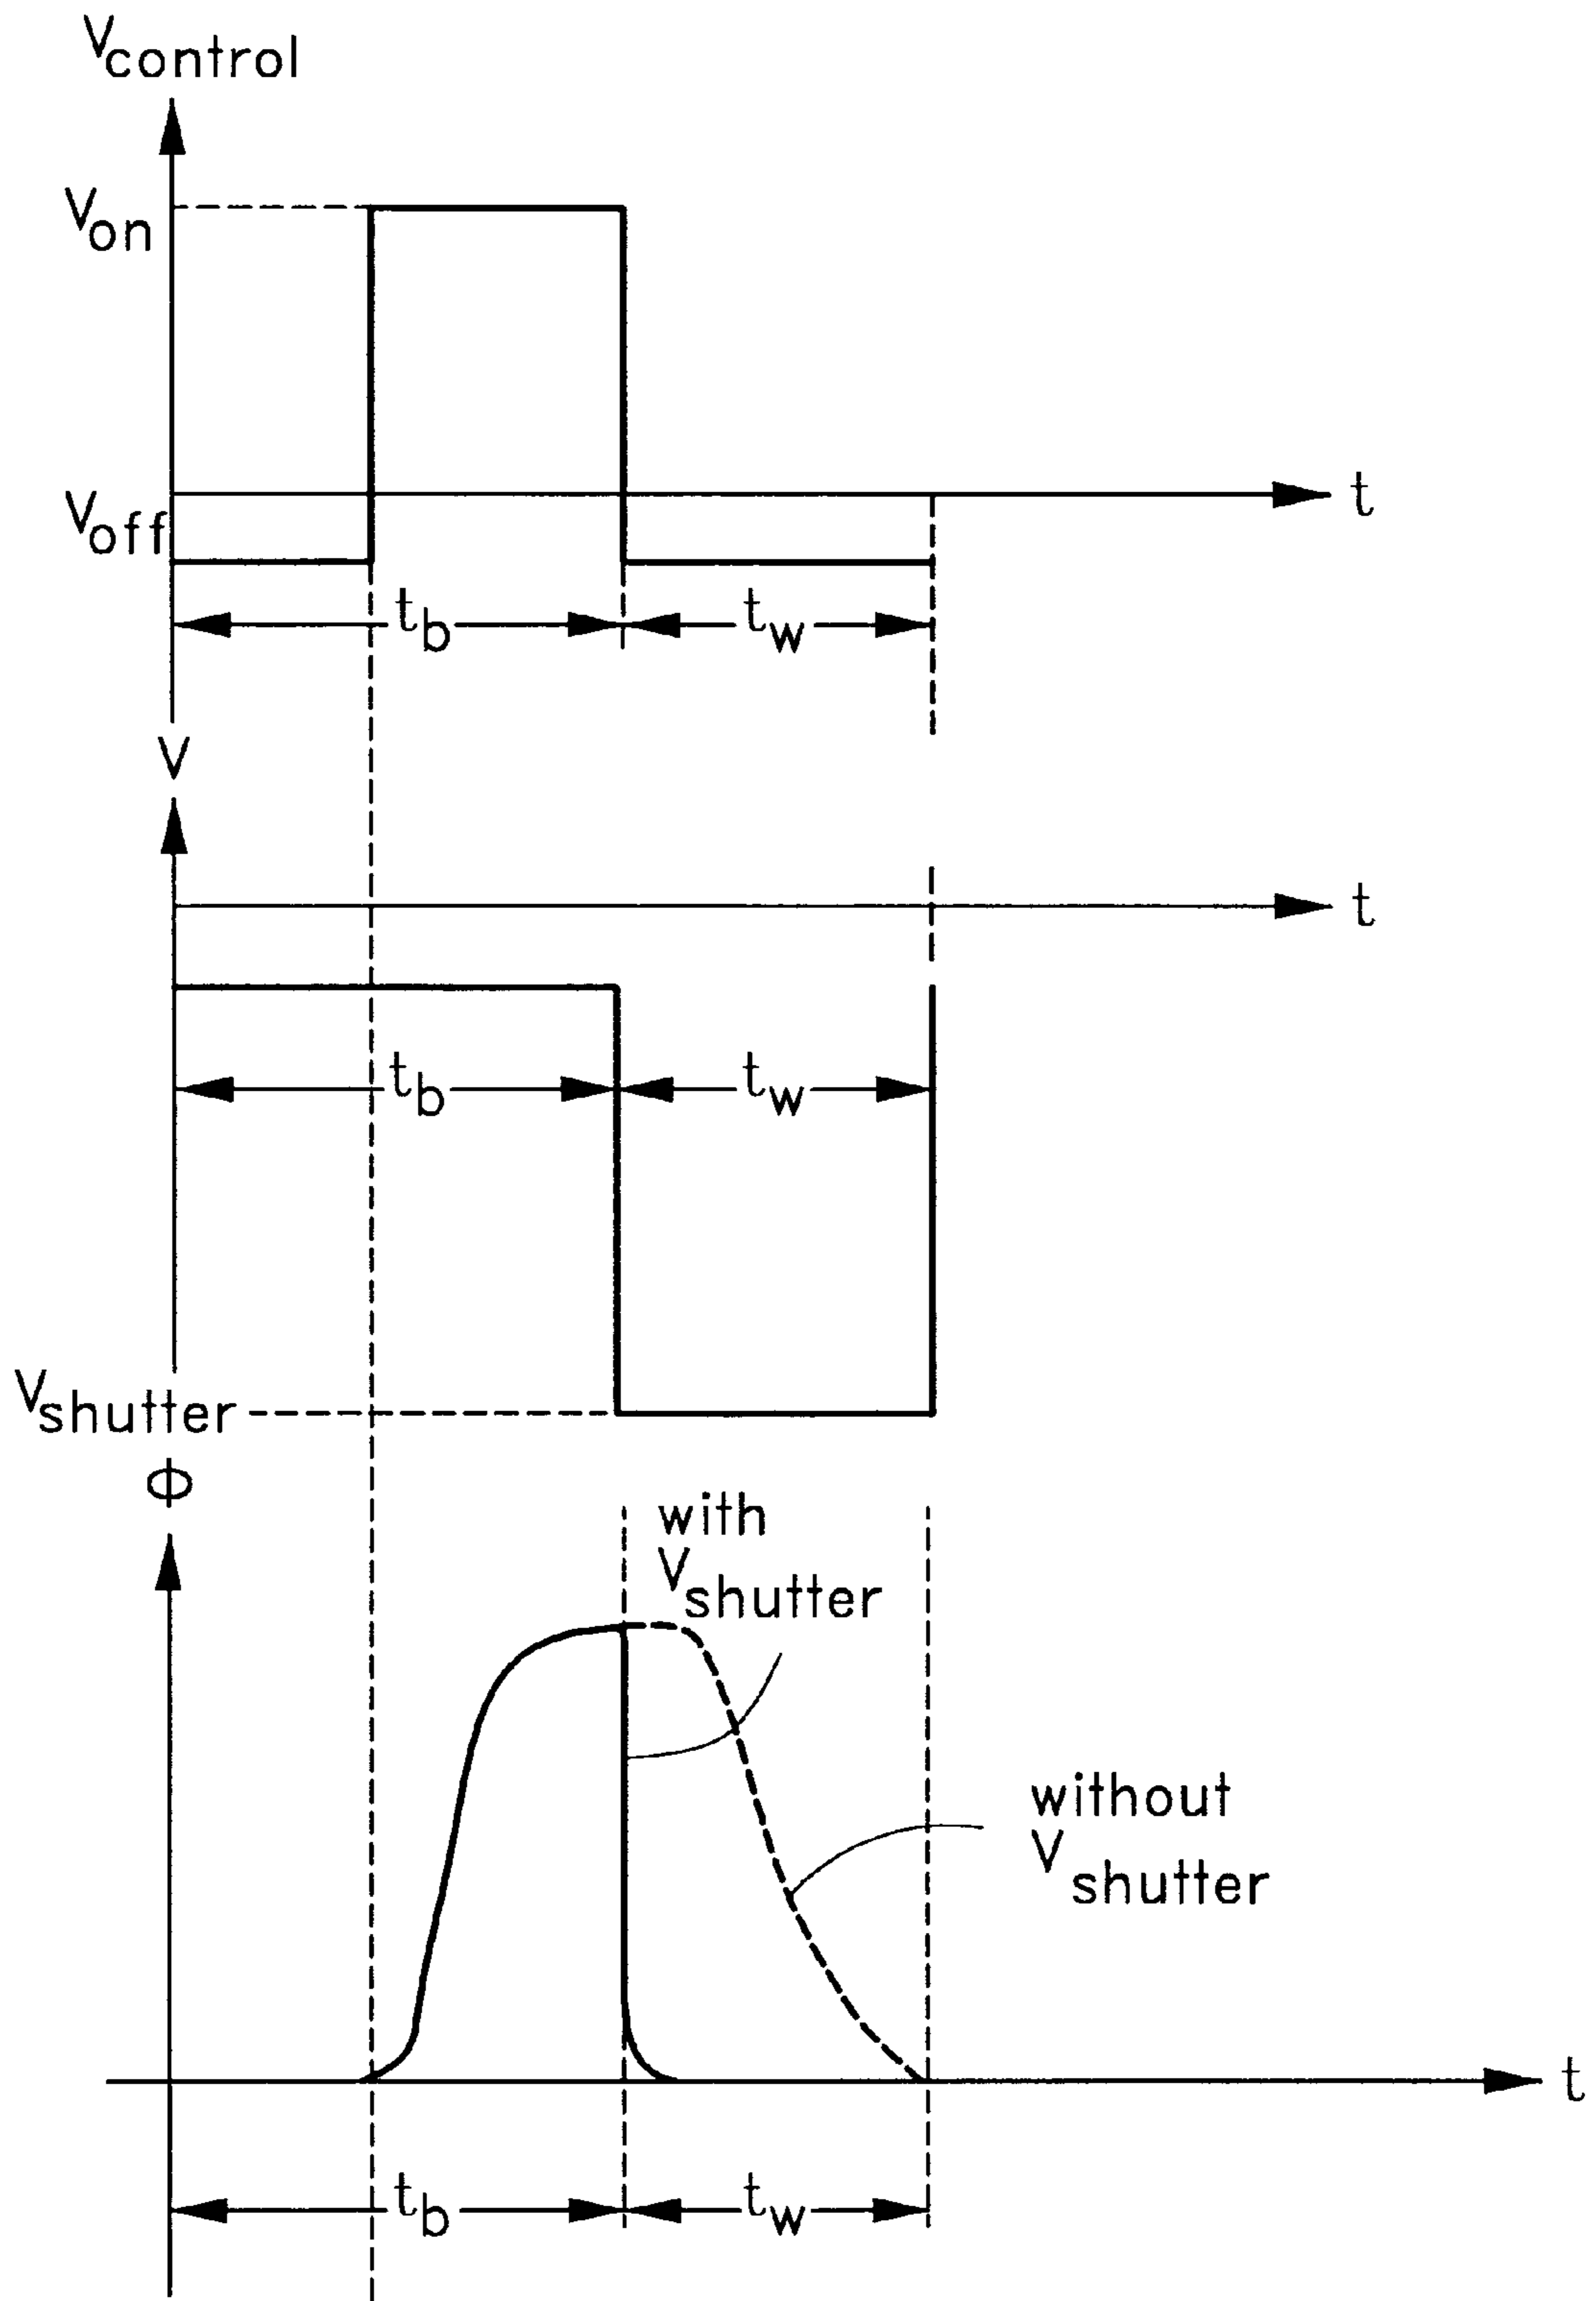 Vcontrol
Von
Voff
t
tb
tw
V
t
tb
tw
Vshutter
Φ
with
Vshutter
without
Vshutter
t
tb
tw